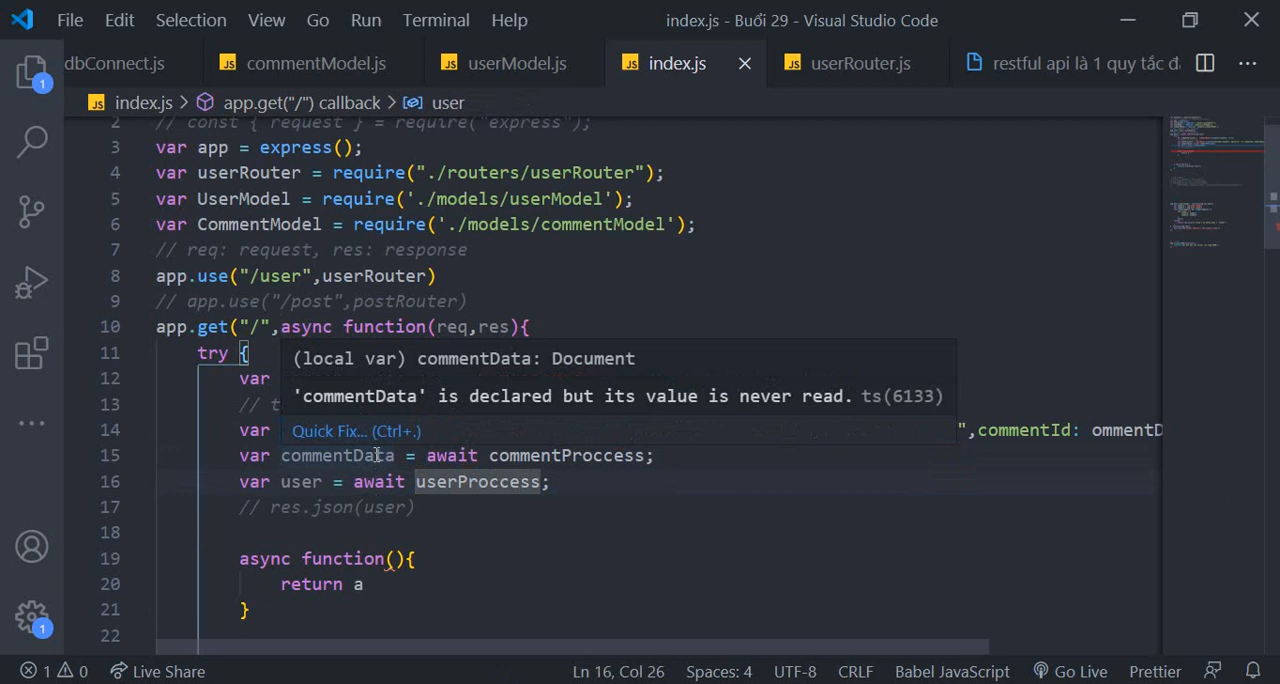 File Edit Selection View Go Run Terminal Help index.js - Buổi 29 - Visual Studio Code
dbConnect.js commentModel.js userModel.js index.js userRouter.js restful api là 1 quy tắc
index.js > app.get("/") callback > user
2 // const { request } = require("express");
3 var app = express();
4 var userRouter = require("./routers/userRouter");
5 var UserModel = require('./models/userModel');
6 var CommentModel = require('./models/commentModel');
7 // req: request, res: response
8 app.use("/user",userRouter)
9 // app.use("/post",postRouter)
10 app.get("/",async function(req,res){
11 try {
(local var) commentData: Document
12 var
'commentData' is declared but its value is never read. ts(6133)
13 // t
Quick Fix... (Ctrl+.)
14 var ",commentId: ommentD
15 var commentData = await commentProccess;
16 var user = await userProccess;
17 // res.json(user)
18
19 async function(){
20 return a
21 }
22
1 0 Live Share Ln 16, Col 26 Spaces: 4 UTF-8 CRLF Babel JavaScript Go Live Prettier
1
1
JS
JS
JS
JS
JS